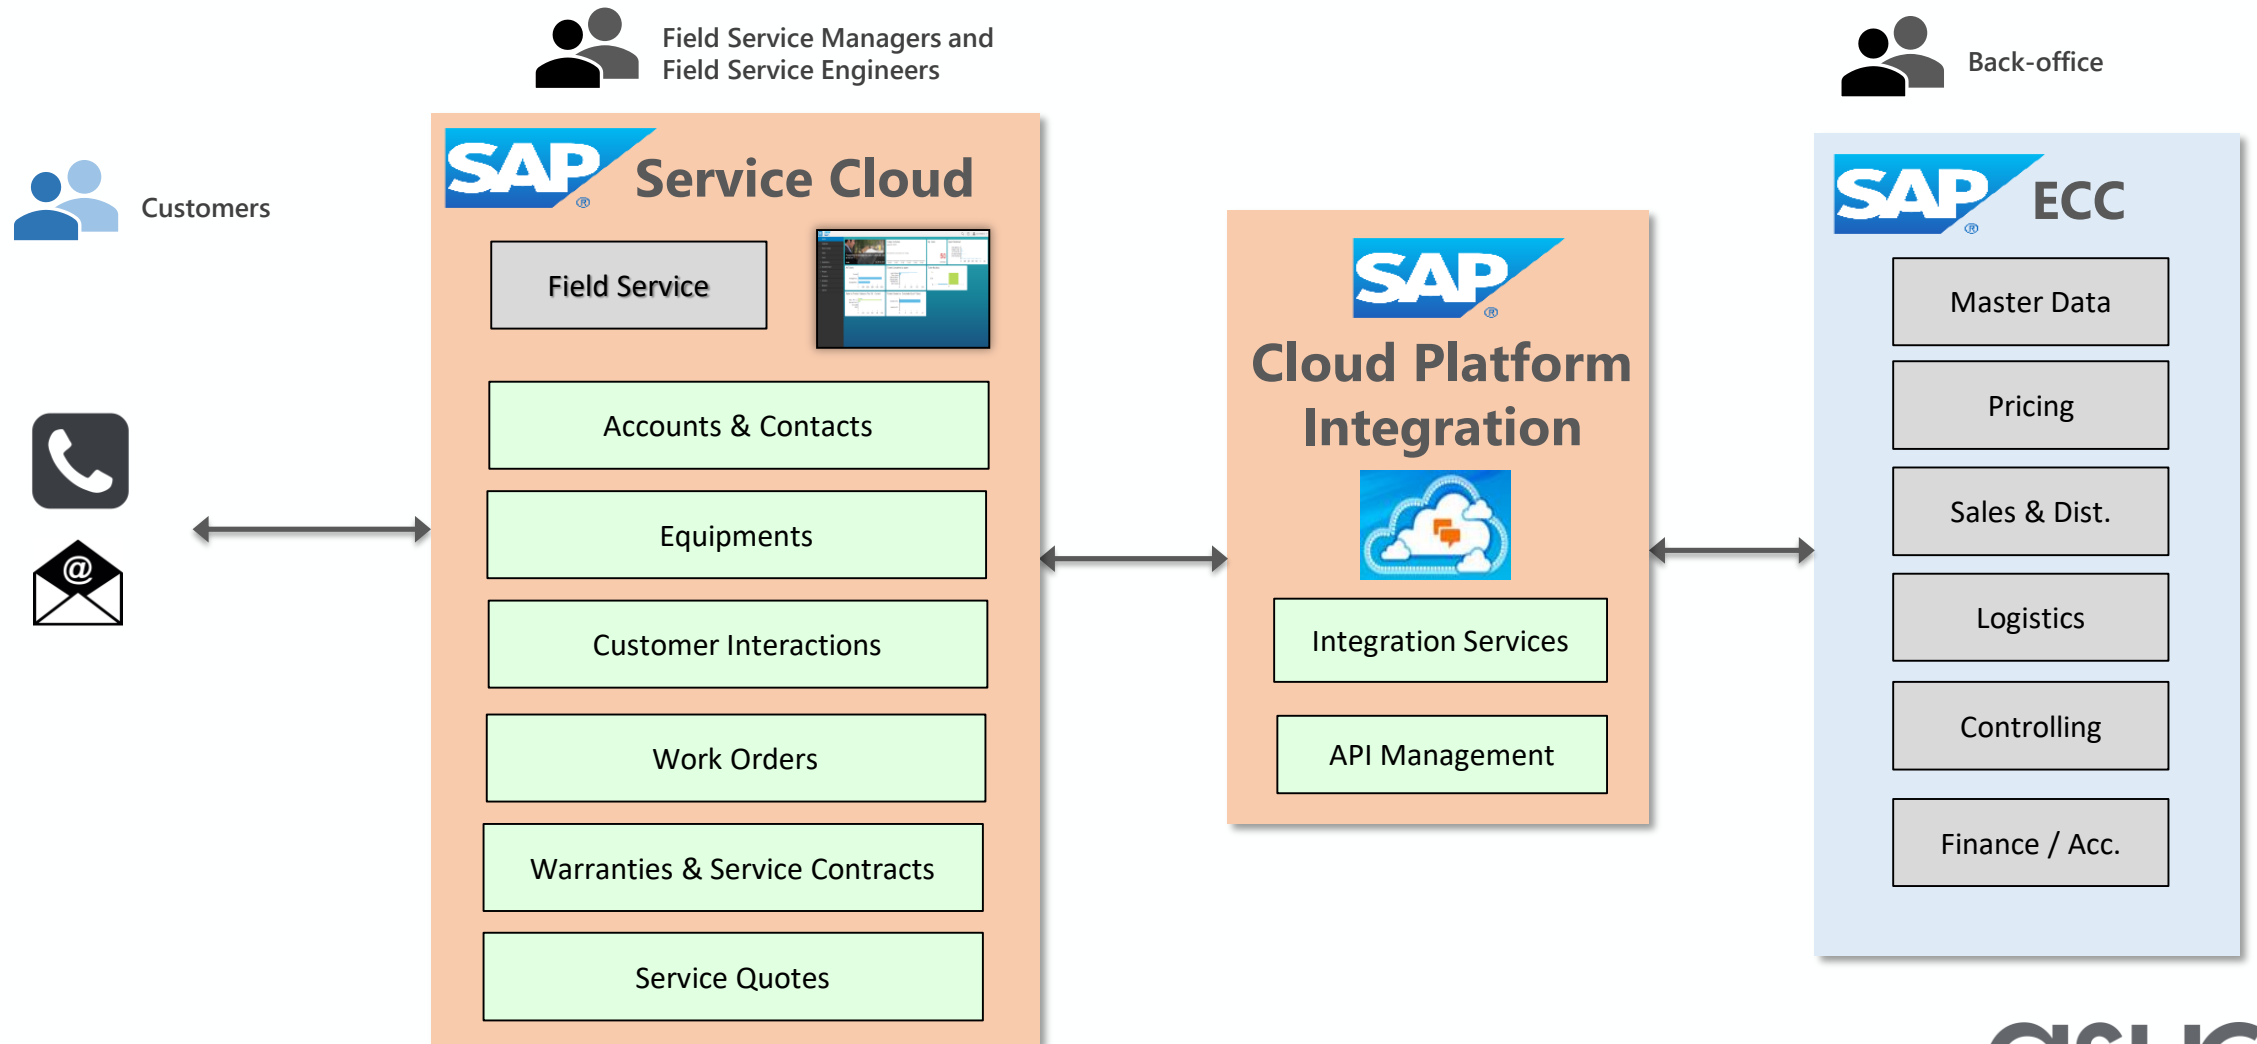 Field Service Managers and
Field Service Engineers
Back-office
Customers
SAP ® Service Cloud
Field Service
Accounts & Contacts
Equipments
Customer Interactions
Work Orders
Warranties & Service Contracts
Service Quotes
SAP ®
Cloud Platform
Integration
Integration Services
API Management
SAP ® ECC
Master Data
Pricing
Sales & Dist.
Logistics
Controlling
Finance / Acc.
@